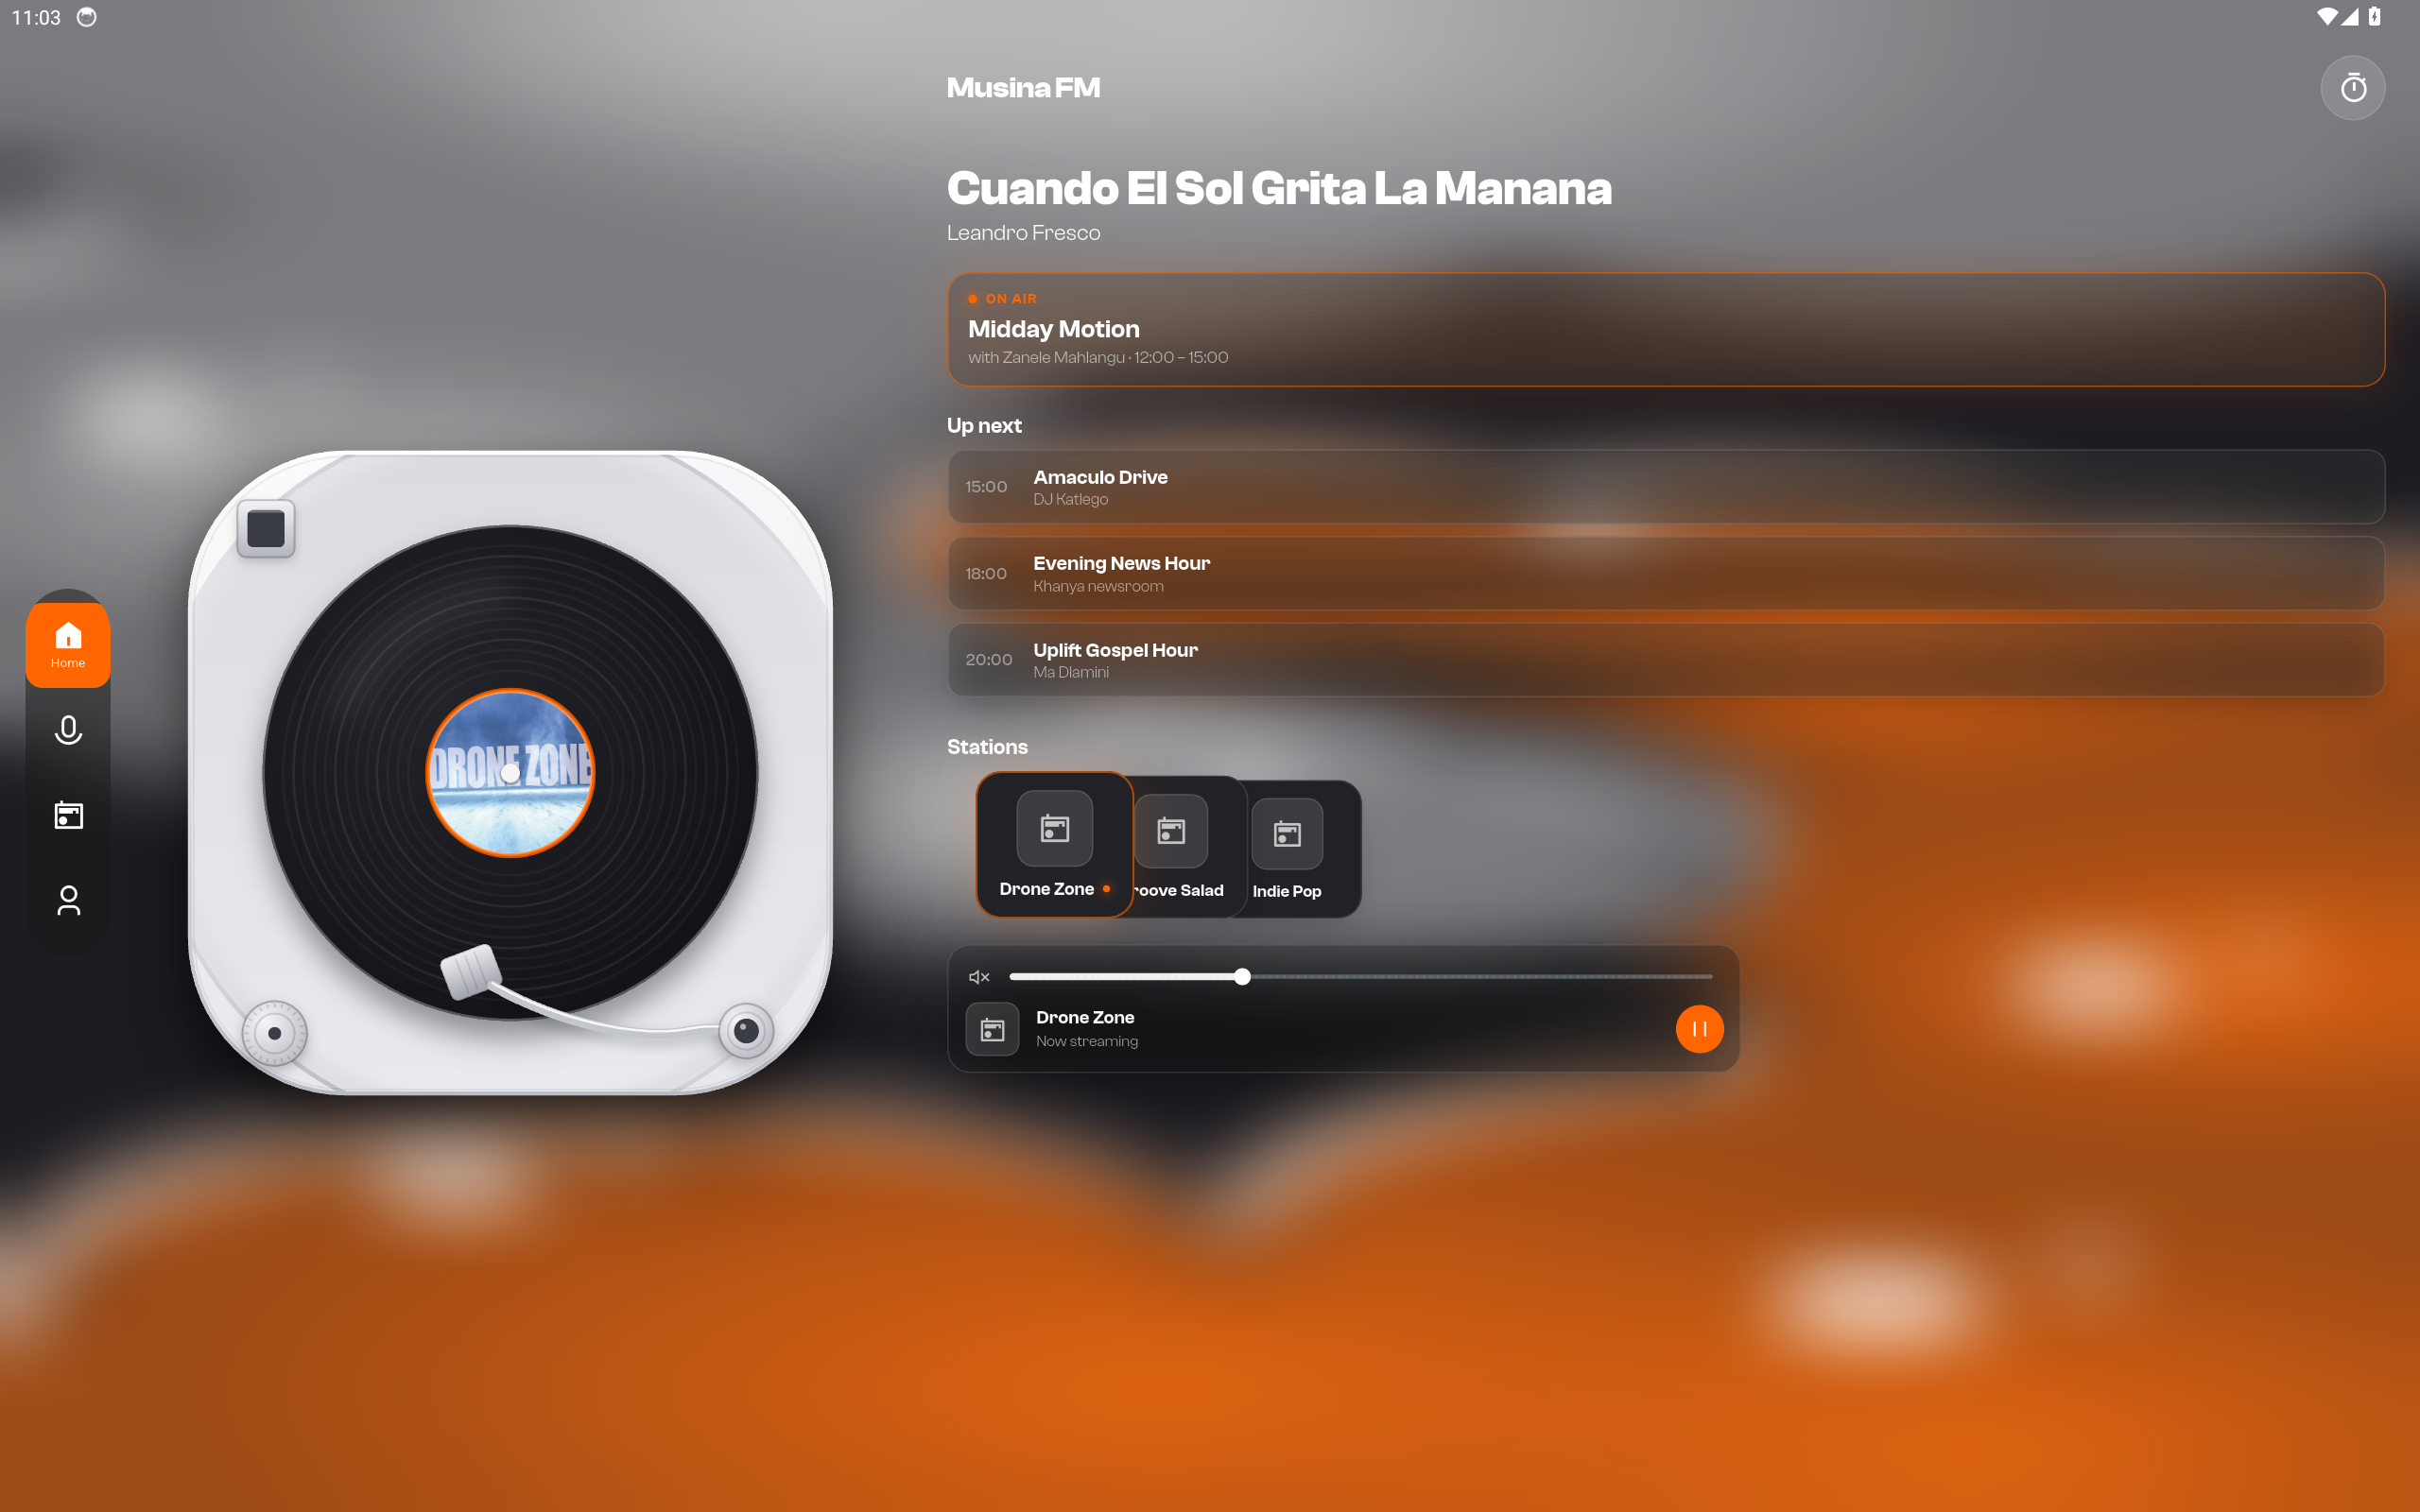 11:03
Musina FM
Cuando El Sol Grita La Manana
Leandro Fresco
ON AIR
Midday Motion
with Zanele Mahlangu · 12:00 – 15:00
Up next
15:00
Amaculo Drive
DJ Katlego
18:00
Evening News Hour
Khanya newsroom
20:00
Uplift Gospel Hour
Ma Dlamini
Home
DRONE ZONE
Stations
Drone Zone
roove Salad
Indie Pop
Drone Zone
Now streaming